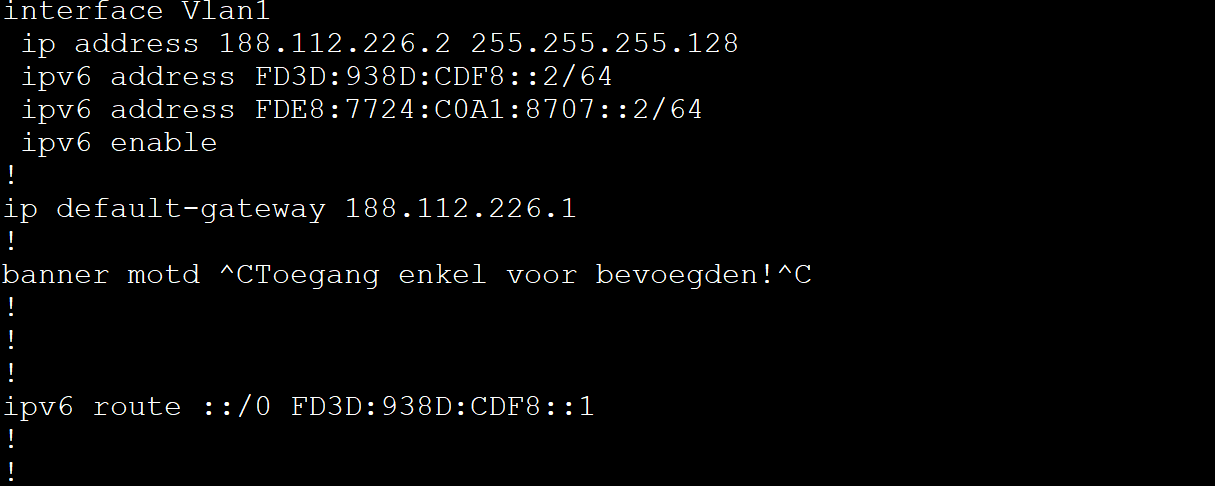 interface Vlan1
 ip address 188.112.226.2 255.255.255.128
 ipv6 address FD3D:938D:CDF8::2/64
 ipv6 address FDE8:7724:C0A1:8707::2/64
 ipv6 enable
!
ip default-gateway 188.112.226.1
!
banner motd ^CToegang enkel voor bevoegden!^C
!
!
!
ipv6 route ::/0 FD3D:938D:CDF8::1
!
!